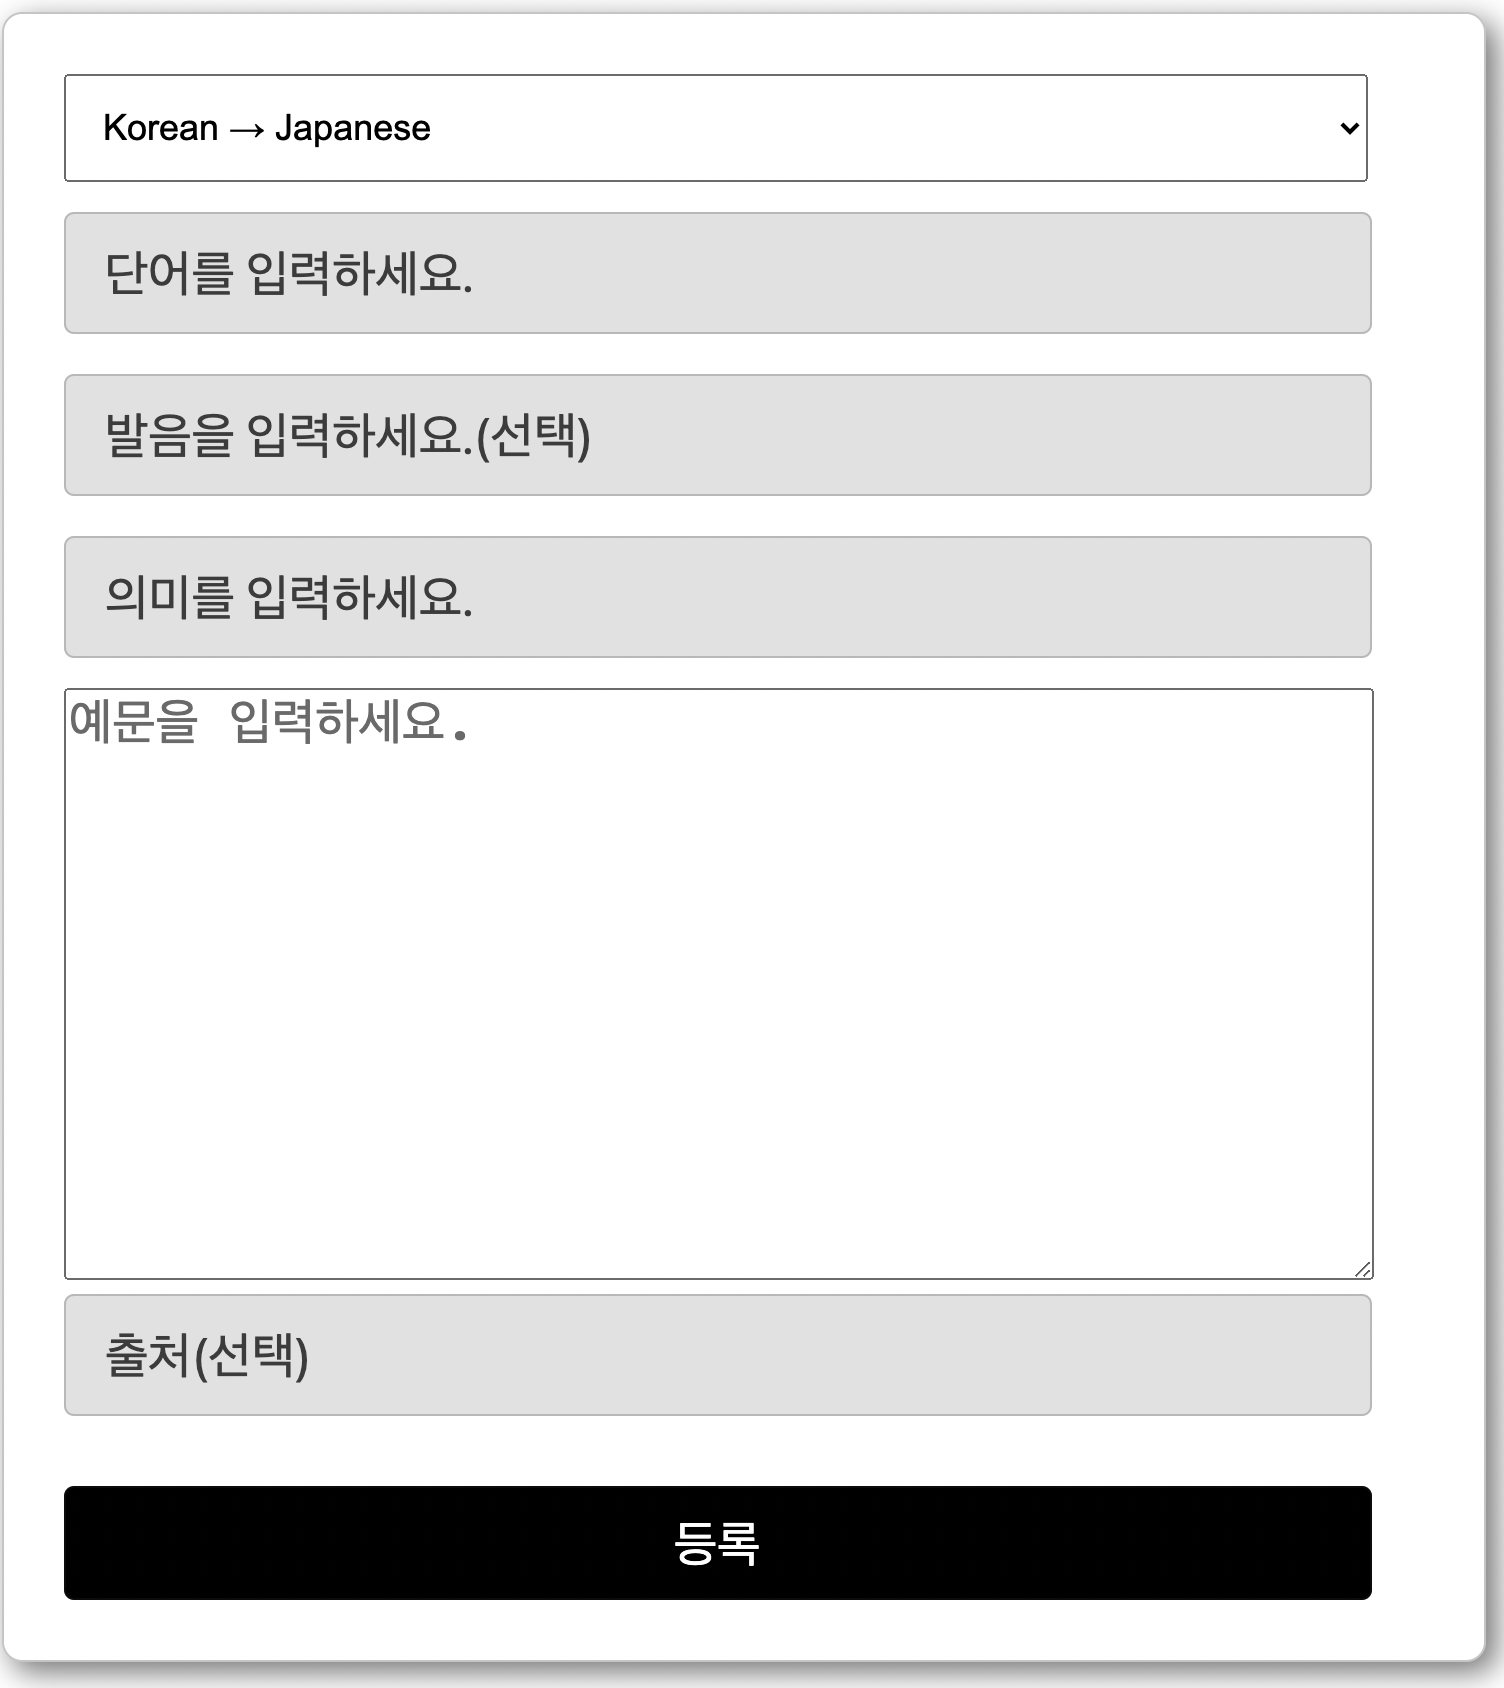 Korean → Japanese
단어를 입력하세요.
발음을 입력하세요.(선택)
의미를 입력하세요.
예문을 입력하세요.
출처(선택)
등록